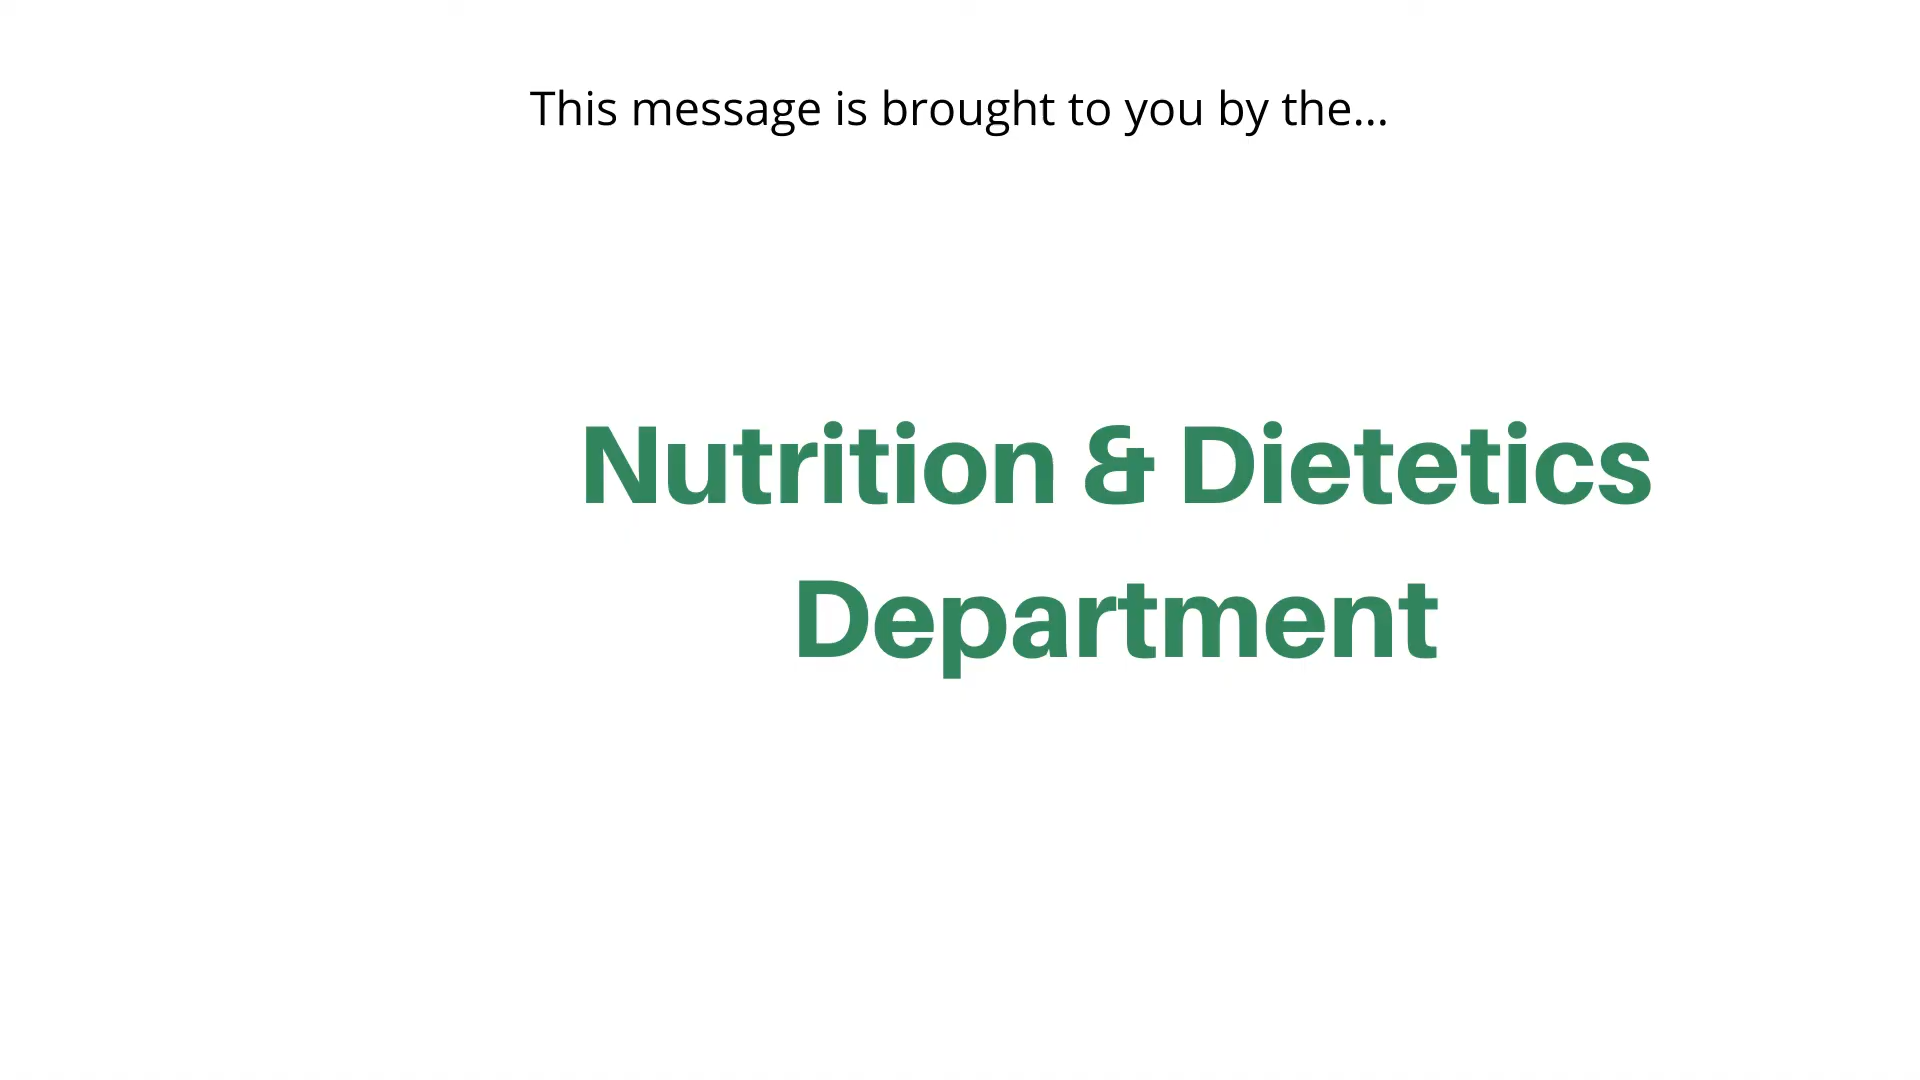 This message is brought to you by the...
Nutrition & Dietetics
Department